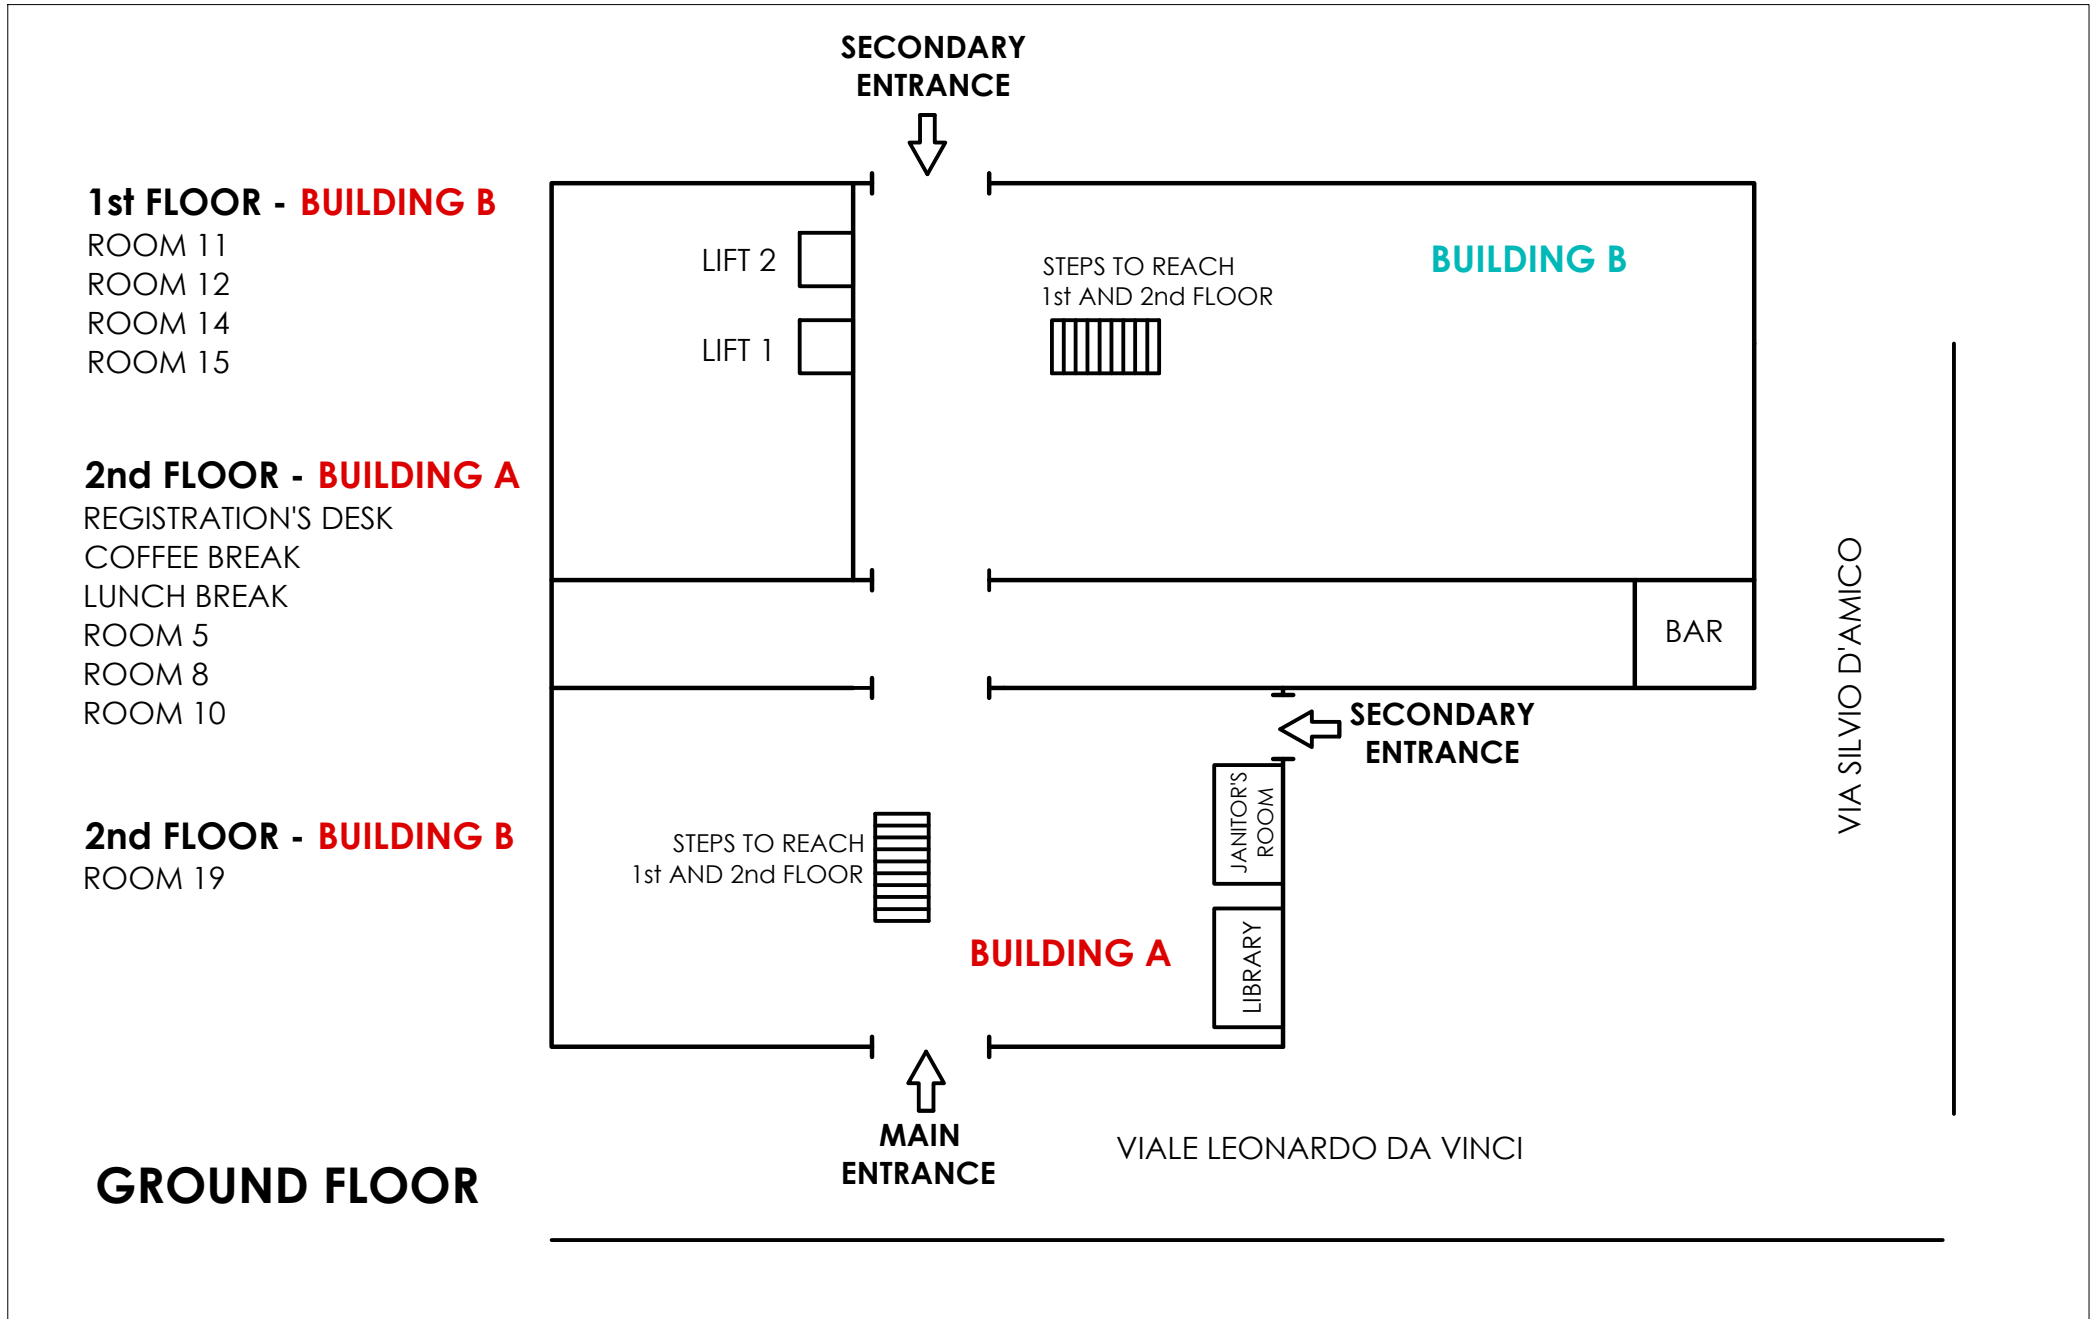 SECONDARY
ENTRANCE
1st FLOOR - BUILDING B
ROOM 11
ROOM 12
ROOM 14
ROOM 15
2nd FLOOR - BUILDING A
REGISTRATION'S DESK
COFFEE BREAK
LUNCH BREAK
ROOM 5
ROOM 8
ROOM 10
2nd FLOOR - BUILDING B
ROOM 19
LIFT 2
LIFT 1
STEPS TO REACH
1st AND 2nd FLOOR
BUILDING B
BAR
VIA SILVIO D'AMICO
SECONDARY
ENTRANCE
JANITOR'S
ROOM
STEPS TO REACH
1st AND 2nd FLOOR
BUILDING A
LIBRARY
MAIN
ENTRANCE
VIALE LEONARDO DA VINCI
GROUND FLOOR